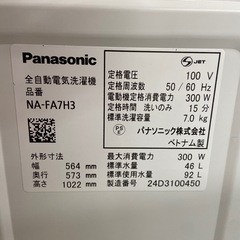 Panasonic
全自動電気洗濯機
品番
NA-FA7H3
外形寸法
幅 564 mm
奥行 573 mm
高さ 1022 mm
S-JET
定格電圧 100 V
定格周波数 50 / 60 Hz
電動機定格消費電力 300 W
定格時間 洗いのみ 15 分
標準洗濯容量 7.0 kg
PS E
パナソニック株式会社
ベトナム製
最大消費電力 300 W
標準水量 46 L
標準使用水量 92 L
製造番号 24D3100450